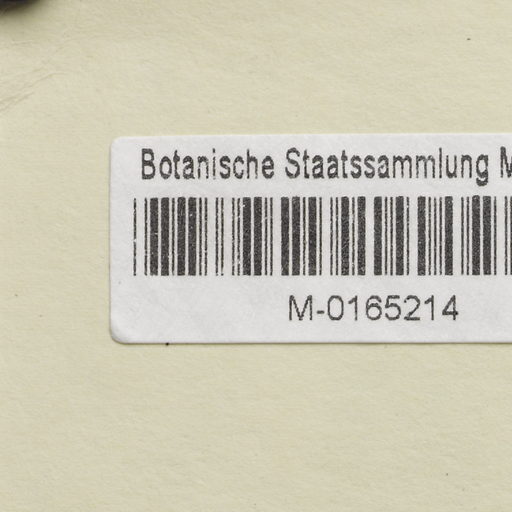 Botanische Staatssammlung M
M-0165214